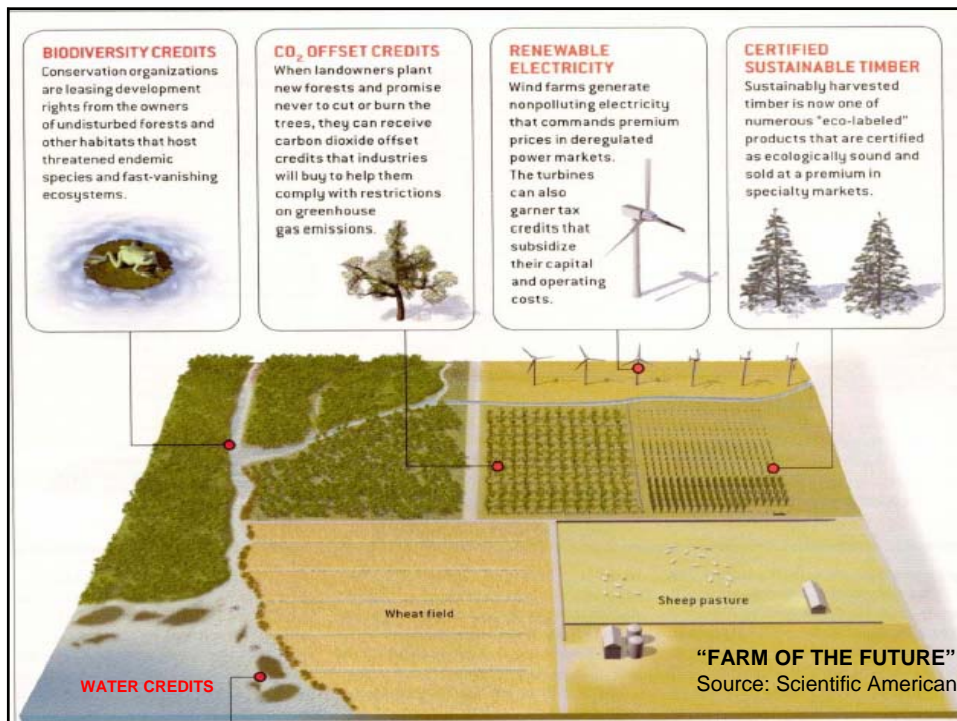 BIODIVERSITY CREDITS
Conservation organizations
are leasing development
rights from the owners
of undisturbed forests and
other habitats that host
threatened endemic
species and fast-vanishing
ecosystems.
CO₂ OFFSET CREDITS
When landowners plant
new forests and promise
never to cut or burn the
trees, they can receive
carbon dioxide offset
credits that industries
will buy to help them
comply with restrictions
on greenhouse
gas emissions.
RENEWABLE
ELECTRICITY
Wind farms generate
nonpolluting electricity
that commands premium
prices in deregulated
power markets.
The turbines
can also
garner tax
credits that
subsidize
their capital
and operating
costs.
CERTIFIED
SUSTAINABLE TIMBER
Sustainably harvested
timber is now one of
numerous "eco-labeled"
products that are certified
as ecologically sound and
sold at a premium in
specialty markets.
Wheat field
Sheep pasture
WATER CREDITS
“FARM OF THE FUTURE”
Source: Scientific American